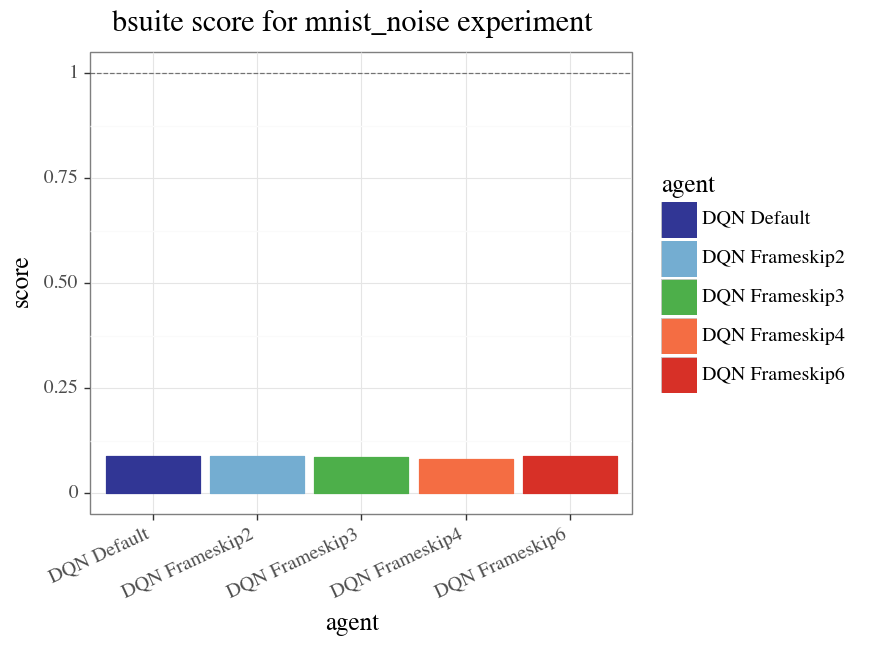 bsuite score for mnist_noise experiment
1
0.75
0.50
0.25
0
score
DQN Default
DQN Frameskip2
DQN Frameskip3
DQN Frameskip4
DQN Frameskip6
agent
agent
DQN Default
DQN Frameskip2
DQN Frameskip3
DQN Frameskip4
DQN Frameskip6